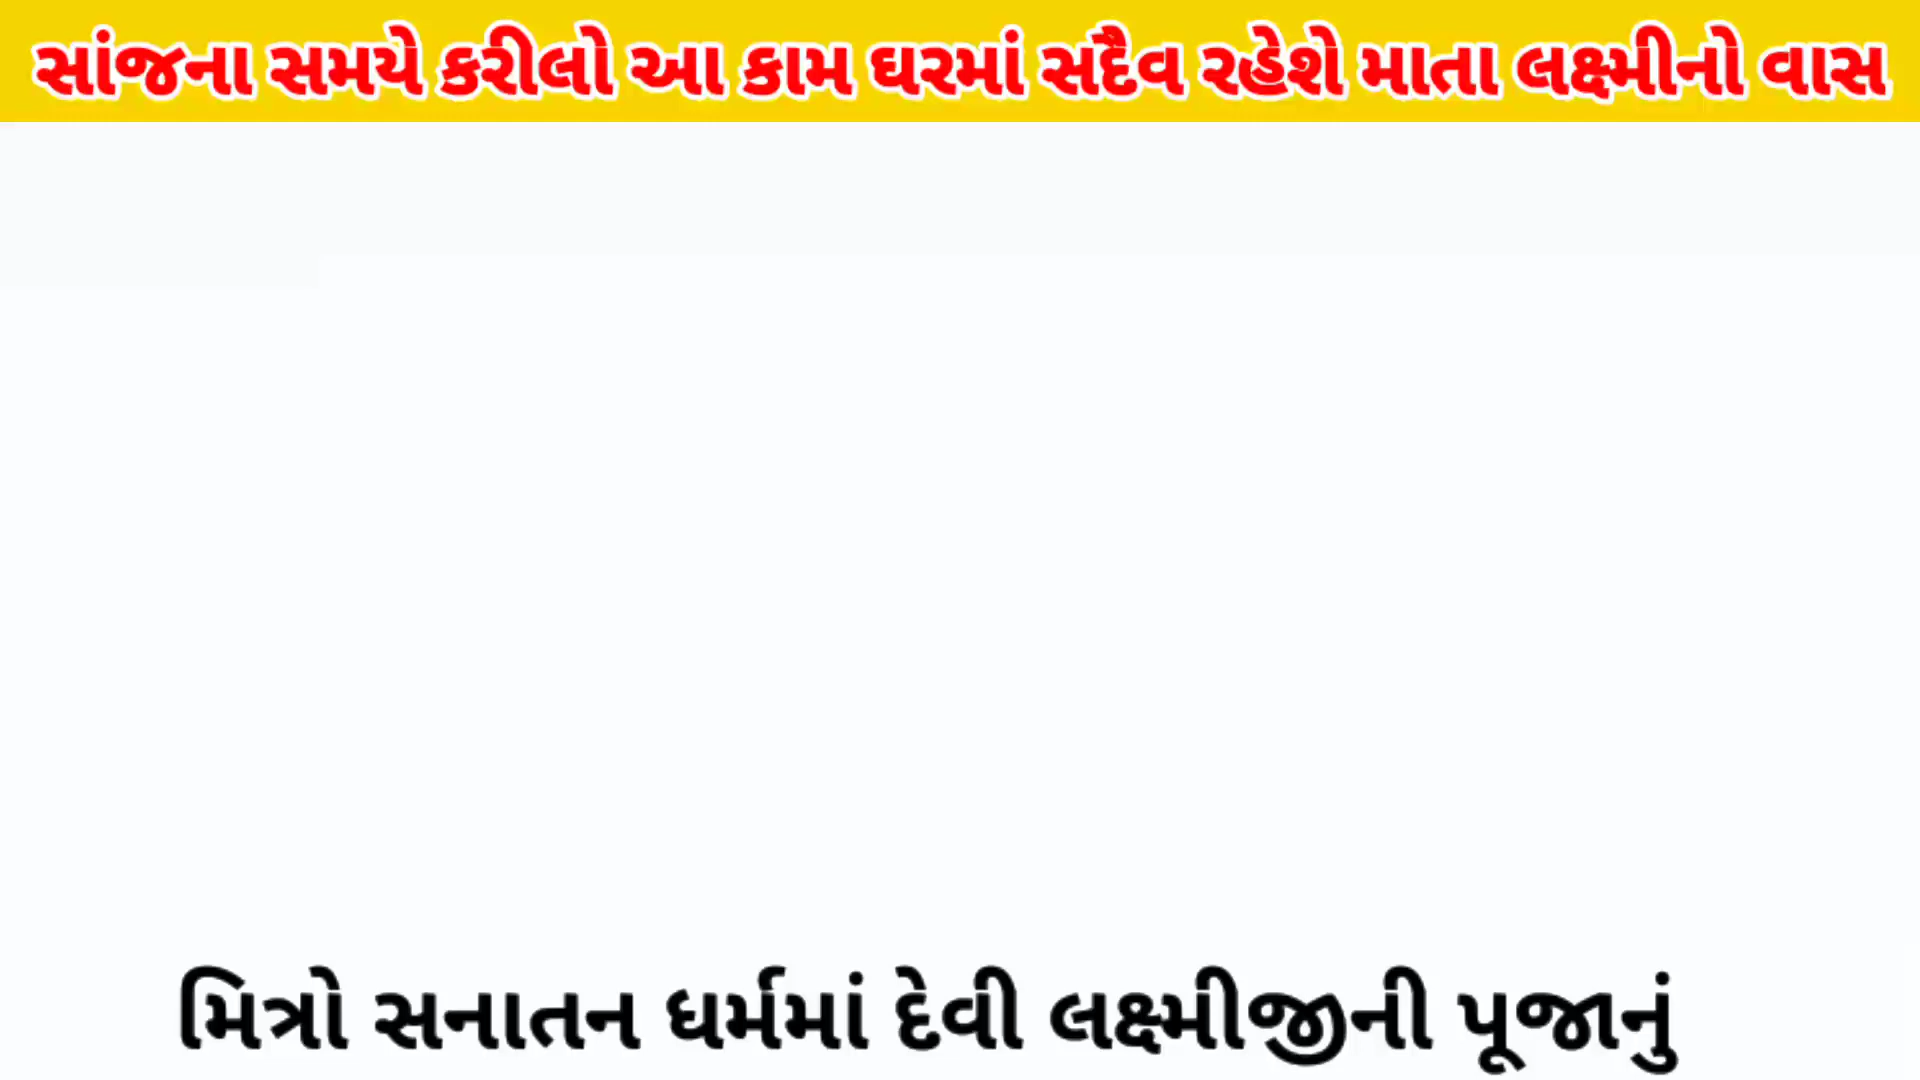 સાંજના સમયે કરીલો આ કામ ઘરમાં સદૈવ રહેશે માતા લક્ષ્મીનો વાસ
મિત્રો સનાતન ધર્મમાં દેવી લક્ષ્મીજીની પૂજાનું